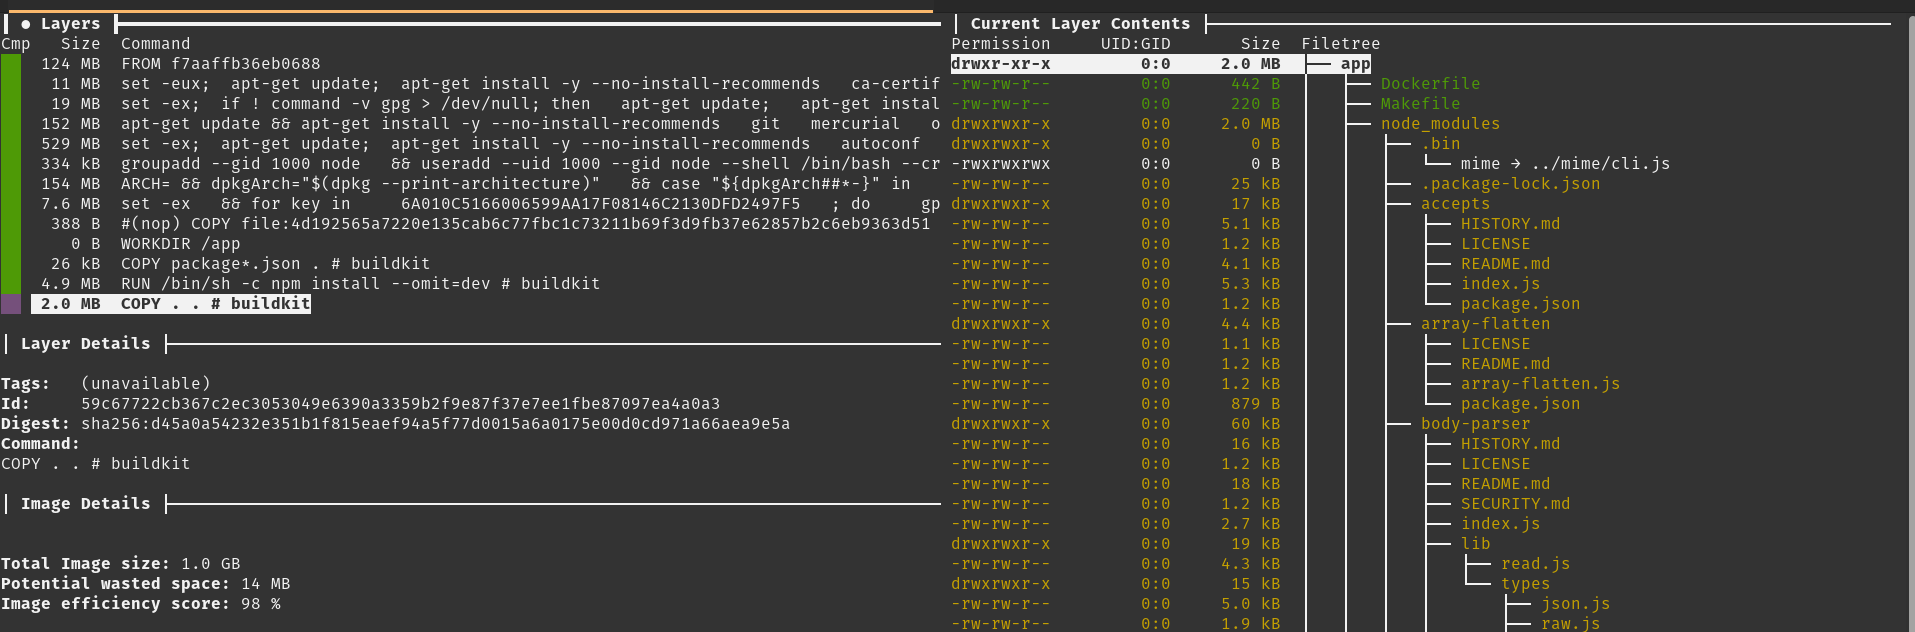 ● Layers
Cmp Size Command
124 MB FROM f7aaffb36eb0688
11 MB set -eux; apt-get update; apt-get install -y --no-install-recommends ca-certif
19 MB set -ex; if ! command -v gpg > /dev/null; then apt-get update; apt-get instal
152 MB apt-get update && apt-get install -y --no-install-recommends git mercurial o
529 MB set -ex; apt-get update; apt-get install -y --no-install-recommends autoconf
334 kB groupadd --gid 1000 node && useradd --uid 1000 --gid node --shell /bin/bash --cr
154 MB ARCH= && dpkgArch="$(dpkg --print-architecture)" && case "${dpkgArch##*-}" in
7.6 MB set -ex && for key in 6A010C5166006599AA17F08146C2130DFD2497F5 ; do gp
388 B #(nop) COPY file:4d192565a7220e135cab6c77fbc1c73211b69f3d9fb37e62857b2c6eb9363d51
0 B WORKDIR /app
26 kB COPY package*.json . # buildkit
4.9 MB RUN /bin/sh -c npm install --omit=dev # buildkit
2.0 MB COPY . . # buildkit
Layer Details
Tags: (unavailable)
Id: 59c67722cb367c2ec3053049e6390a3359b2f9e87f37e7ee1fbe87097ea4a0a3
Digest: sha256:d45a0a54232e351b1f815eaef94a5f77d0015a6a0175e00d0cd971a66aea9e5a
Command:
COPY . . # buildkit
Image Details
Total Image size: 1.0 GB
Potential wasted space: 14 MB
Image efficiency score: 98 %
Current Layer Contents
Permission UID:GID Size Filetree
drwxr-xr-x 0:0 2.0 MB app
-rw-rw-r-- 0:0 442 B Dockerfile
-rw-rw-r-- 0:0 220 B Makefile
drwxrwxr-x 0:0 2.0 MB node_modules
drwxrwxr-x 0:0 0 B .bin
-rwxrwxrwx 0:0 0 B mime → ../mime/cli.js
-rw-rw-r-- 0:0 25 kB .package-lock.json
drwxrwxr-x 0:0 17 kB accepts
-rw-rw-r-- 0:0 5.1 kB HISTORY.md
-rw-rw-r-- 0:0 1.2 kB LICENSE
-rw-rw-r-- 0:0 4.1 kB README.md
-rw-rw-r-- 0:0 5.3 kB index.js
-rw-rw-r-- 0:0 1.2 kB package.json
drwxrwxr-x 0:0 4.4 kB array-flatten
-rw-rw-r-- 0:0 1.1 kB LICENSE
-rw-rw-r-- 0:0 1.2 kB README.md
-rw-rw-r-- 0:0 1.2 kB array-flatten.js
-rw-rw-r-- 0:0 879 B package.json
drwxrwxr-x 0:0 60 kB body-parser
-rw-rw-r-- 0:0 16 kB HISTORY.md
-rw-rw-r-- 0:0 1.2 kB LICENSE
-rw-rw-r-- 0:0 18 kB README.md
-rw-rw-r-- 0:0 1.2 kB SECURITY.md
-rw-rw-r-- 0:0 2.7 kB index.js
drwxrwxr-x 0:0 19 kB lib
-rw-rw-r-- 0:0 4.3 kB read.js
drwxrwxr-x 0:0 15 kB types
-rw-rw-r-- 0:0 5.0 kB json.js
-rw-rw-r-- 0:0 1.9 kB raw.js